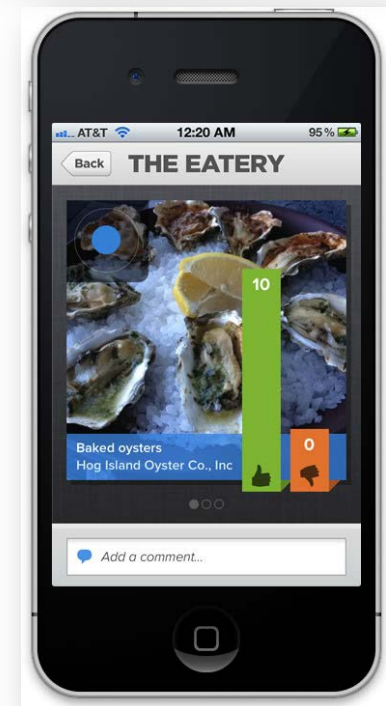 AT&T 12:20 AM 95%
Back THE EATERY
10
0
Baked oysters
Hog Island Oyster Co., Inc
Add a comment...